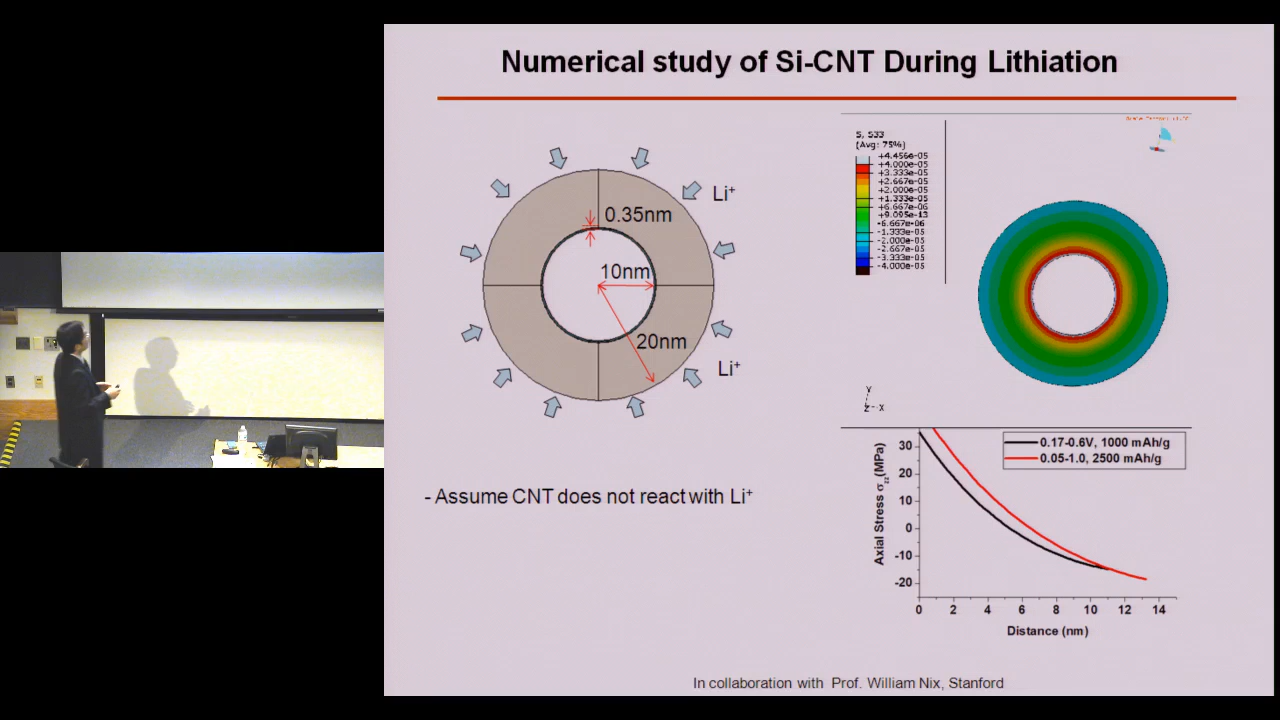 Numerical study of Si-CNT During Lithiation
Li⁺
0.35nm
10nm
20nm
Li⁺
- Assume CNT does not react with Li⁺
S, S33
(Avg: 75%)
+4.456e-05
+4.000e-05
+3.333e-05
+2.667e-05
+2.000e-05
+1.333e-05
+6.667e-06
+9.095e-13
-6.667e-06
-1.333e-05
-2.000e-05
-2.667e-05
-3.333e-05
-4.000e-05
Y
Z
X
0.17-0.6V, 1000 mAh/g
0.05-1.0, 2500 mAh/g
Axial Stress σzz(MPa)
30
20
10
0
-10
-20
0 2 4 6 8 10 12 14
Distance (nm)
In collaboration with Prof. William Nix, Stanford